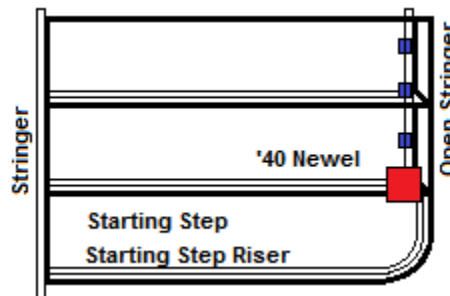 Stringer
Open Stringer
'40 Newel
Starting Step
Starting Step Riser